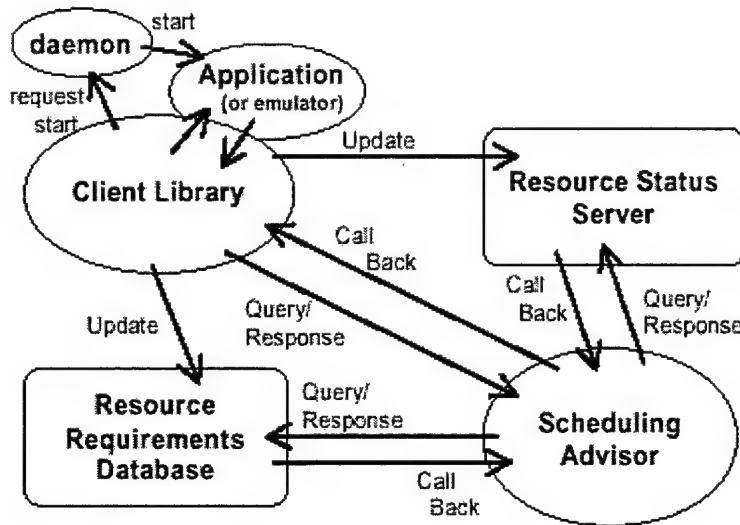 start
daemon
Application
(or emulator)
request
start
Update
Client Library
Resource Status
Server
Call
Back
Query/
Response
Call
Back
Query/
Response
Update
Query/
Response
Resource
Requirements
Database
Scheduling
Advisor
Call
Back